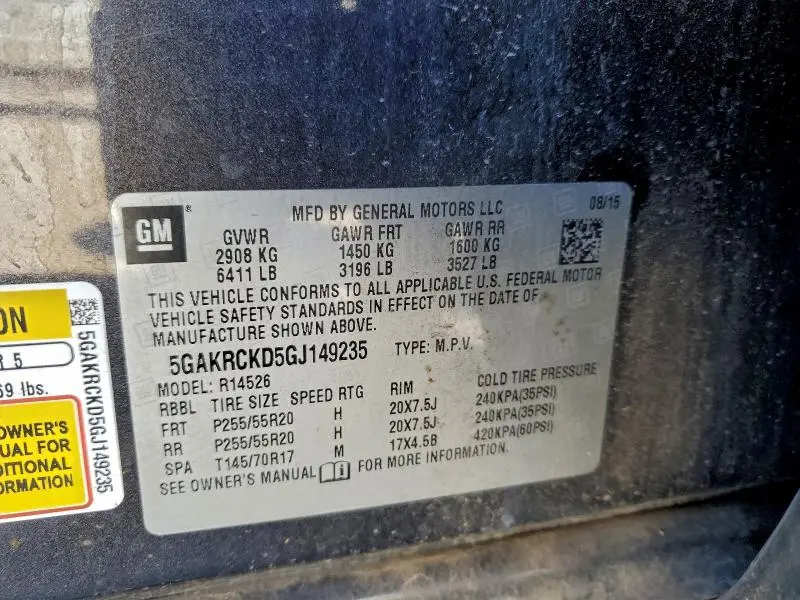 GM ®
MFD BY GENERAL MOTORS LLC 08/15
GVWR GAWR FRT GAWR RR
2908 KG 1450 KG 1600 KG
6411 LB 3196 LB 3527 LB
THIS VEHICLE CONFORMS TO ALL APPLICABLE U.S. FEDERAL MOTOR
VEHICLE SAFETY STANDARDS IN EFFECT ON THE DATE OF
MANUFACTURE SHOWN ABOVE.
5GAKRCKD5GJ149235 TYPE: M.P.V.
MODEL: R14526
RBBL TIRE SIZE SPEED RTG RIM COLD TIRE PRESSURE
FRT P255/55R20 H 20X7.5J 240KPA(35PSI)
RR P255/55R20 H 20X7.5J 240KPA(35PSI)
SPA T145/70R17 M 17X4.5B 420KPA(60PSI)
SEE OWNER'S MANUAL FOR MORE INFORMATION.
ON
R 5
69 lbs.
OWNER'S
UAL FOR
DITIONAL
ORMATION
5GAKRCKD5GJ149235